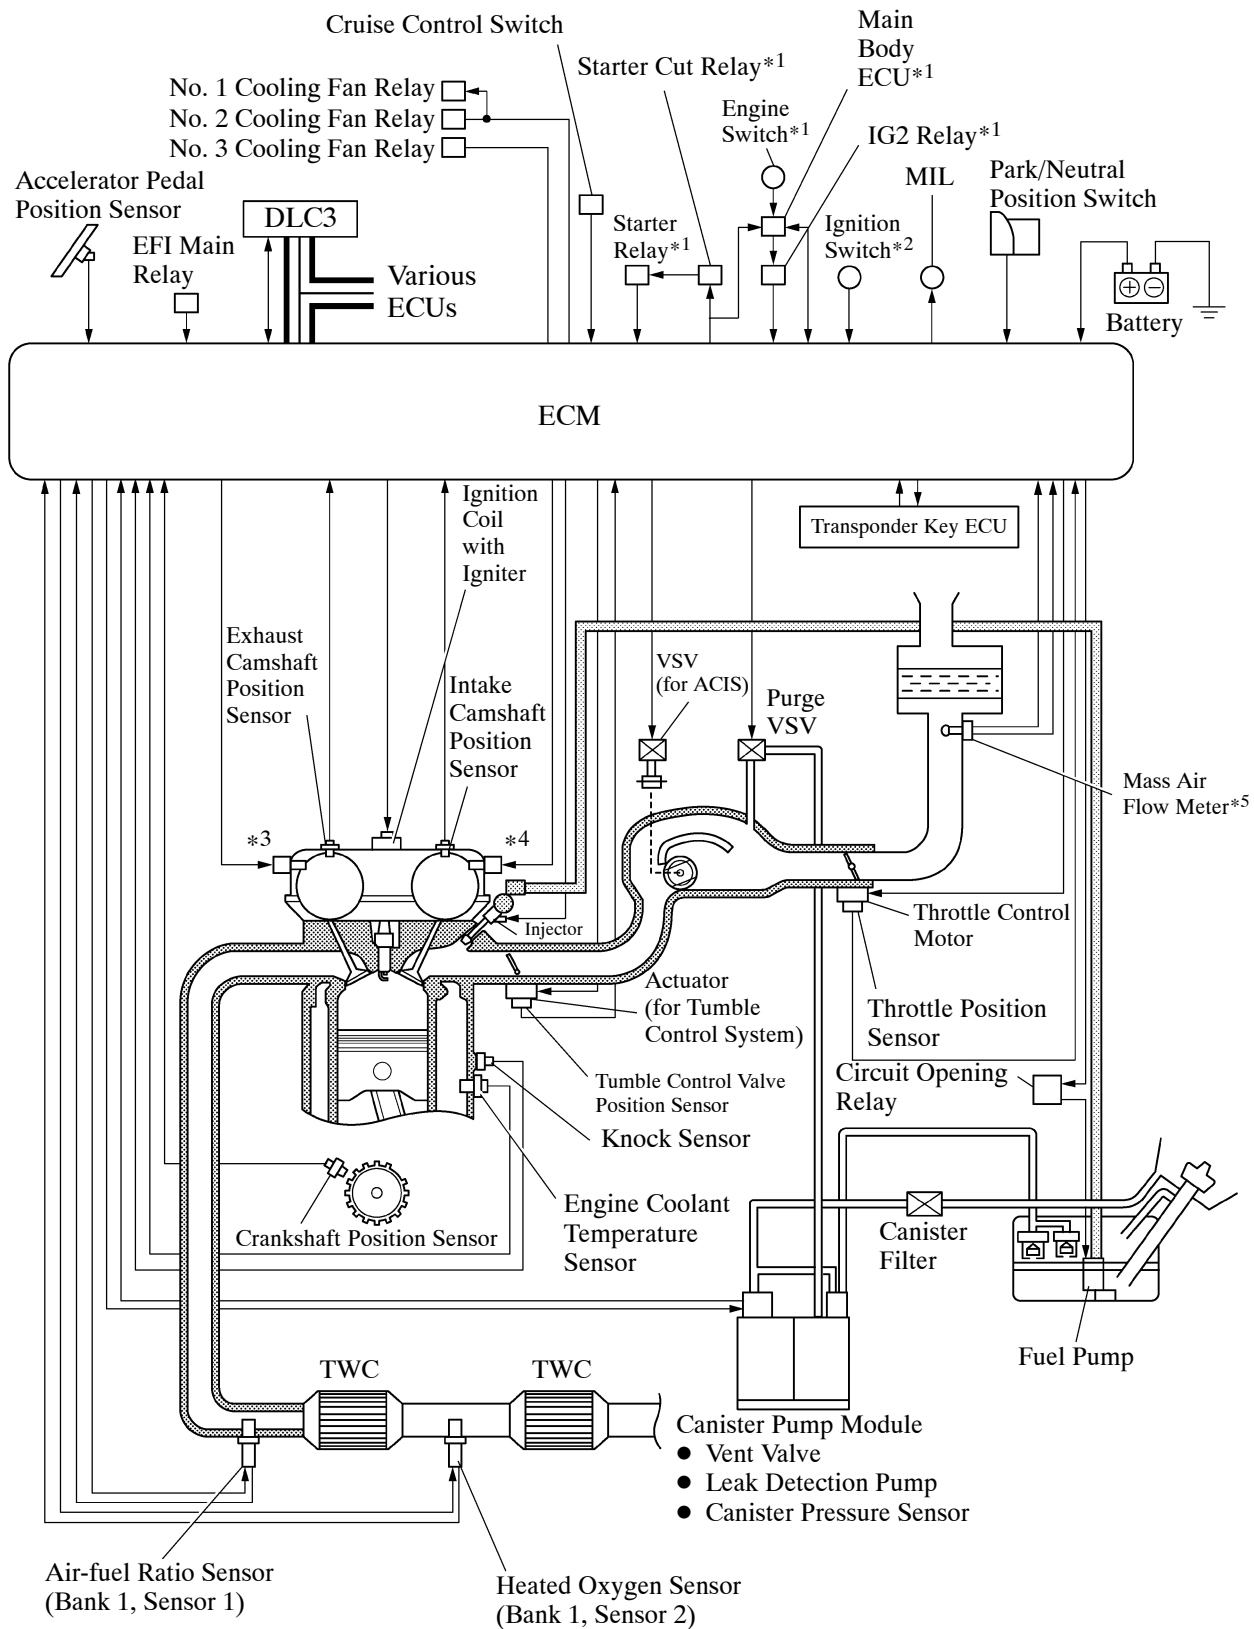 Cruise Control Switch
Main
Body
ECU*1
Starter Cut Relay*1
No. 1 Cooling Fan Relay
No. 2 Cooling Fan Relay
No. 3 Cooling Fan Relay
Engine
Switch*1
IG2 Relay*1
MIL
Park/Neutral
Position Switch
Accelerator Pedal
Position Sensor
DLC3
EFI Main
Relay
Various
ECUs
Starter
Relay*1
Ignition
Switch*2
Battery
ECM
Ignition
Coil
with
Igniter
Transponder Key ECU
Exhaust
Camshaft
Position
Sensor
Intake
Camshaft
Position
Sensor
VSV
(for ACIS)
Purge
VSV
Mass Air
Flow Meter*5
*3
*4
Injector
Throttle Control
Motor
Actuator
(for Tumble
Control System)
Throttle Position
Sensor
Tumble Control Valve
Position Sensor
Circuit Opening
Relay
Knock Sensor
Engine Coolant
Temperature
Sensor
Crankshaft Position Sensor
Canister
Filter
Fuel Pump
TWC
TWC
Canister Pump Module
● Vent Valve
● Leak Detection Pump
● Canister Pressure Sensor
Air-fuel Ratio Sensor
(Bank 1, Sensor 1)
Heated Oxygen Sensor
(Bank 1, Sensor 2)